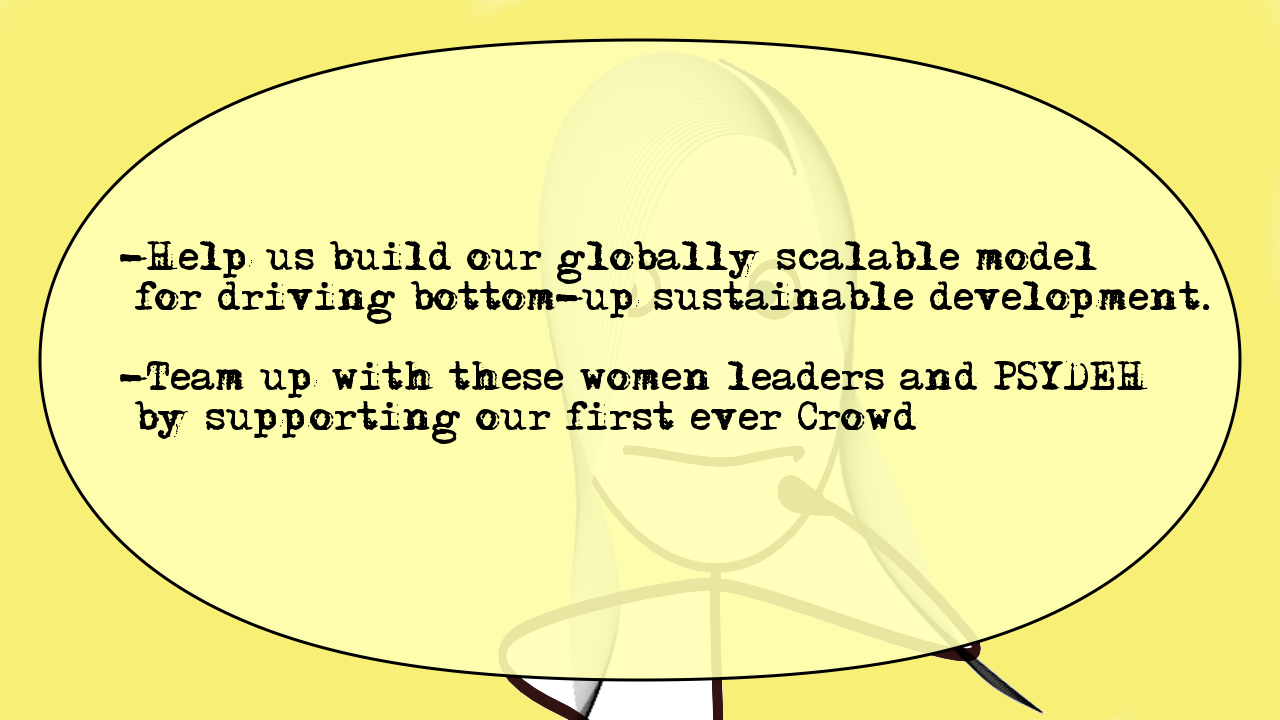 -Help us build our globally scalable model
for driving bottom-up sustainable development.
-Team up with these women leaders and PSYDEH
by supporting our first ever Crowd